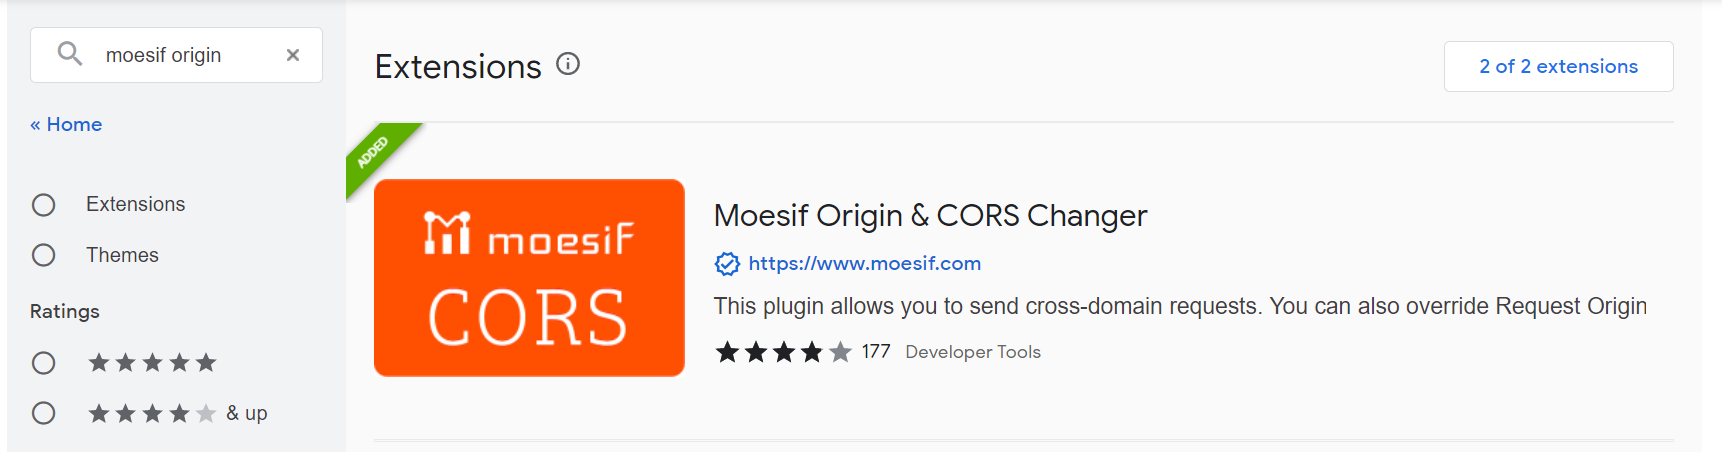 moesif origin
Extensions
2 of 2 extensions
« Home
ADDED
Extensions
Themes
Ratings
& up
moesif
CORS
Moesif Origin & CORS Changer
https://www.moesif.com
This plugin allows you to send cross-domain requests. You can also override Request Origin
177 Developer Tools